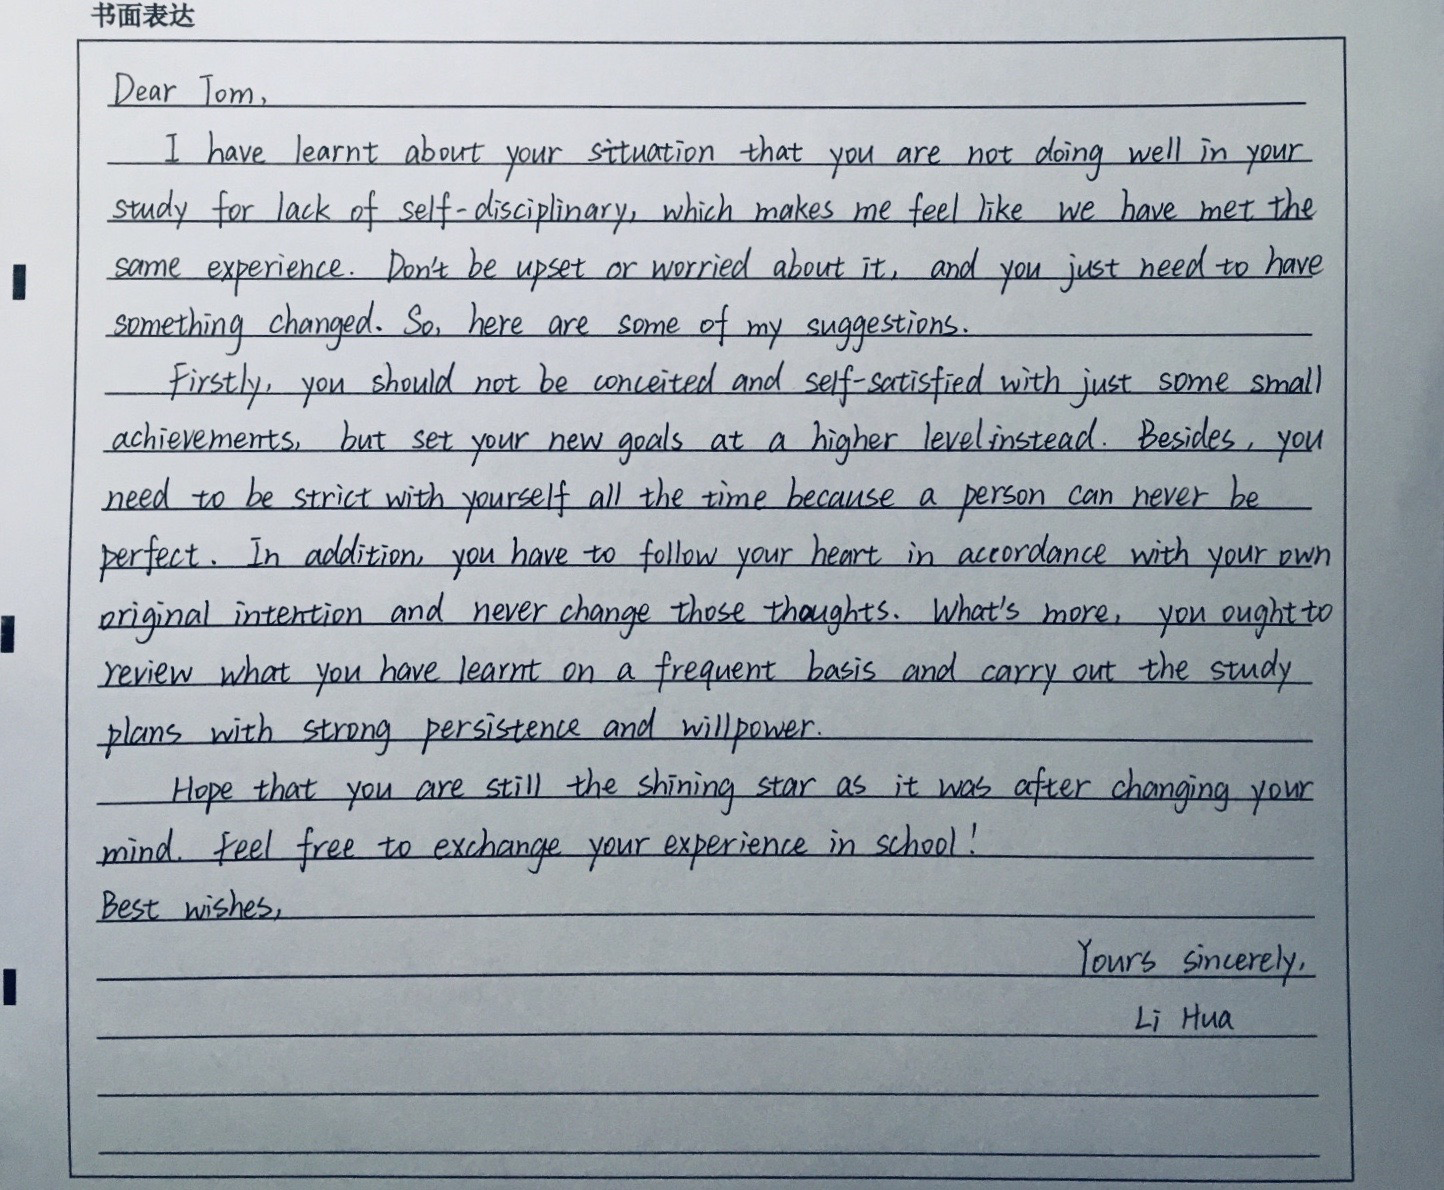 书面表达
Dear Tom,
I have learnt about your situation that you are not doing well in your
study for lack of self-disciplinary, which makes me feel like we have met the
same experience. Don't be upset or worried about it, and you just need to have
something changed. So, here are some of my suggestions.
Firstly, you should not be conceited and self-satisfied with just some small
achievements, but set your new goals at a higher level instead. Besides, you
need to be strict with yourself all the time because a person can never be
perfect. In addition, you have to follow your heart in accordance with your own
original intention and never change those thoughts. What's more, you ought to
review what you have learnt on a frequent basis and carry out the study
plans with strong persistence and willpower.
Hope that you are still the shining star as it was after changing your
mind. Feel free to exchange your experience in school!
Best wishes,
Yours sincerely,
Li Hua